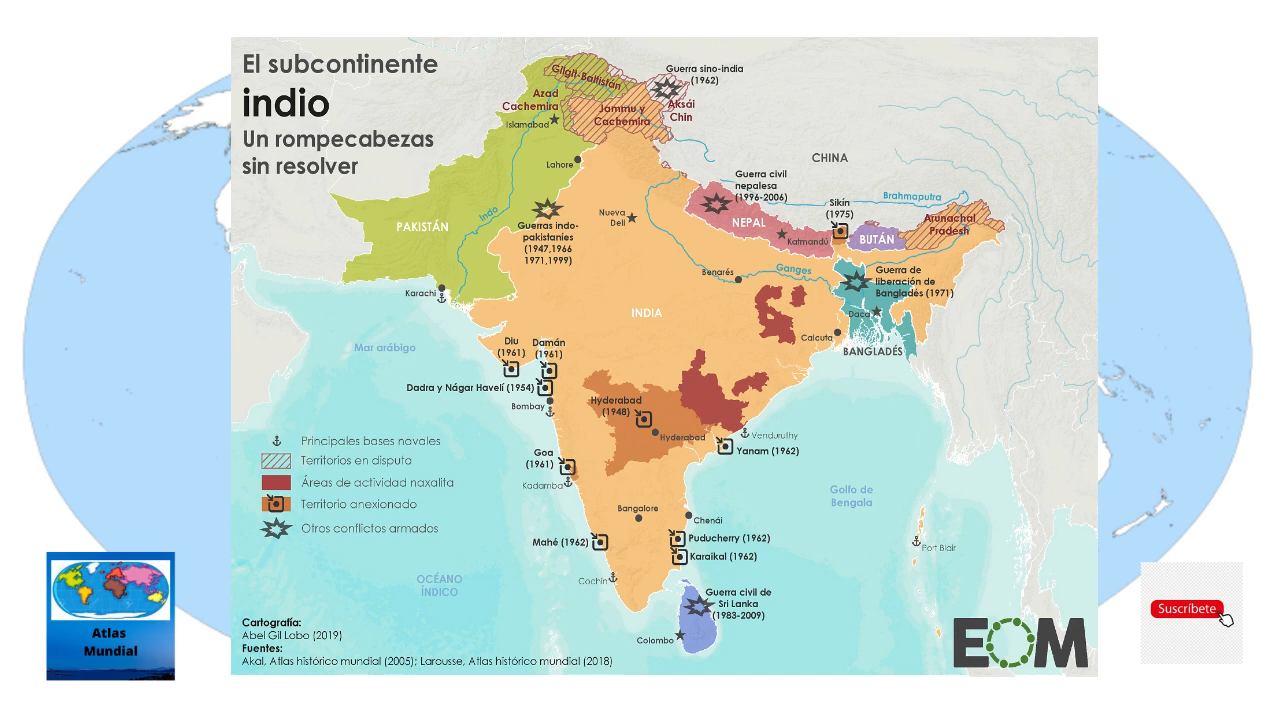 El subcontinente
indio
Un rompecabezas
sin resolver
Gilgit-Baltistán
Guerra sino-india
(1962)
Azad
Cachemira
Jammu y
Cachemira
Aksái
Chin
Islamabad
Lahore
CHINA
Guerra civil
nepalesa
(1996-2006)
Brahmaputra
Sikín
(1975)
Arunachal
Pradesh
PAKISTÁN
Indo
Nueva
Deli
Guerras indo-
pakistaníes
(1947,1966
1971,1999)
NEPAL
Katmandú
BUTÁN
Benarés
Ganges
Guerra de
liberación de
Bangladés (1971)
Karachi
INDIA
Daca
Calcuta
BANGLADÉS
Mar arábigo
Diu
(1961)
Damán
(1961)
Dadra y Nágar Havelí (1954)
Bombay
Hyderabad
(1948)
Hyderabad
Vendurulhy
Yanam (1962)
Principales bases navales
Territorios en disputa
Áreas de actividad naxalita
Territorio anexionado
Otros conflictos armados
Goa
(1961)
Kadamba
Golfo de
Bengala
Bangalore
Chenái
Mahé (1962)
Puducherry (1962)
Karaikal (1962)
Port Blair
Cochin
OCÉANO
ÍNDICO
Guerra civil de
Sri Lanka
(1983-2009)
Colombo
Cartografía:
Abel Gil Lobo (2019)
Fuentes:
Akal, Atlas histórico mundial (2005); Larousse, Atlas histórico mundial (2018)
EOM
Atlas
Mundial
Suscríbete